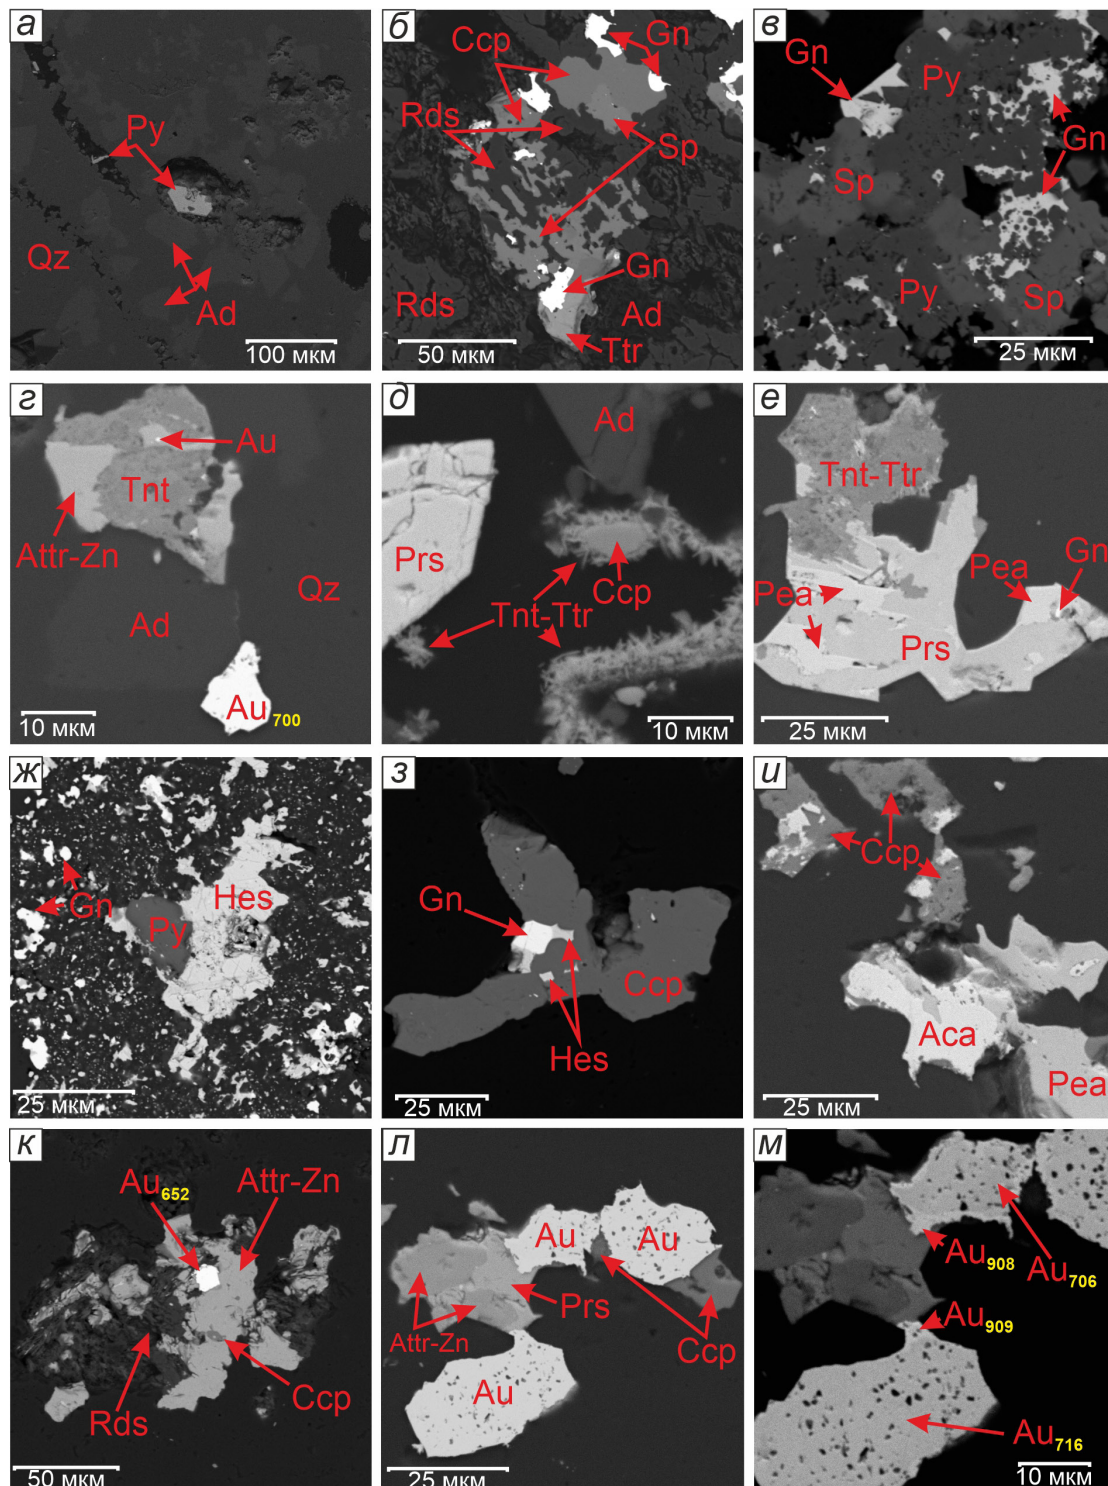 а
Py
Qz
Ad
100 мкм
б
Ccp
Gn
Rds
Sp
Gn
Rds
Ad
Ttr
50 мкм
в
Gn
Py
Gn
Sp
Py
Sp
25 мкм
г
Au
Tnt
Attr-Zn
Qz
Ad
Au700
10 мкм
д
Ad
Prs
Ccp
Tnt-Ttr
10 мкм
е
Tnt-Ttr
Gn
Pea
Pea
Prs
25 мкм
ж
Gn
Hes
Py
25 мкм
з
Gn
Ccp
Hes
25 мкм
и
Ccp
Aca
Pea
25 мкм
к
Au652
Attr-Zn
Rds
Ccp
50 мкм
л
Au
Au
Prs
Attr-Zn
Ccp
Au
25 мкм
м
Au908
Au706
Au909
Au716
10 мкм